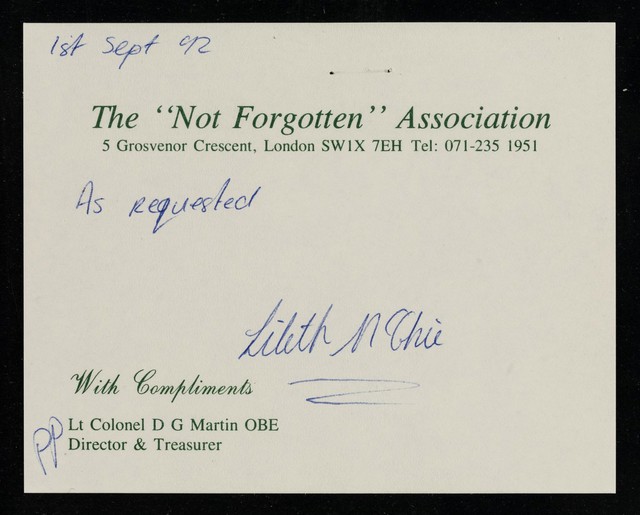 1st Sept 92
The “Not Forgotten” Association
5 Grosvenor Crescent, London SW1X 7EH Tel: 071-235 1951
As requested
Lileth
With Compliments
PP Lt Colonel D G Martin OBE
Director & Treasurer